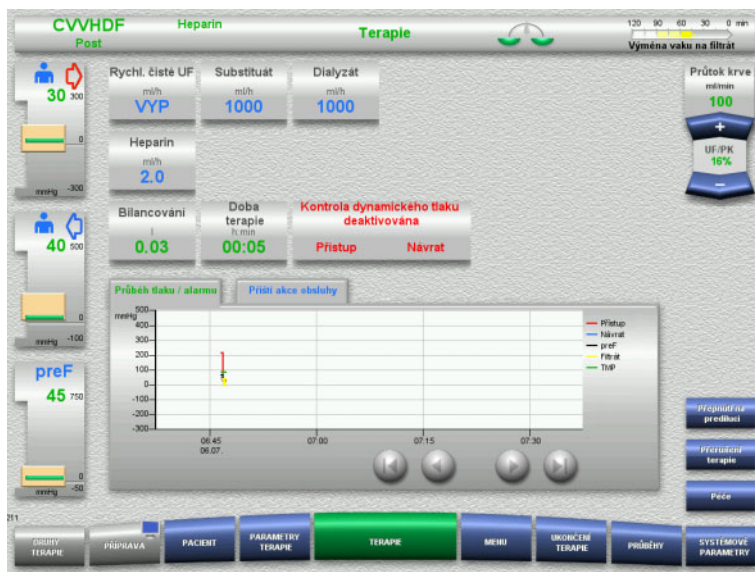 CVVHDF
Post
Heparin
Terapie
120 90 60 30 0 min
Výměna vaku na filtrát
30
300
0
mmHg -300
Rychl. čisté UF
ml/h
VYP
Substituát
ml/h
1000
Dialyzát
ml/h
1000
Průtok krve
ml/min
100
+
UF/PK
16%
−
Heparin
ml/h
2.0
40
500
0
mmHg -100
Bilancování
l
0.03
Doba
terapie
h:min
00:05
Kontrola dynamického tlaku
deaktivována
Přístup Návrat
Průběh tlaku / alarmu
Příští akce obsluhy
mmHg
500
400
300
200
100
0
-100
-200
-300
06:45
06.07.
07:00
07:15
07:30
Přístup
Návrat
preF
Filtrát
TMP
preF
45
750
0
mmHg -50
Přepnutí na
prediluci
Přerušení
terapie
Péče
211
DRUHY
TERAPIE
PŘÍPRAVA
PACIENT
PARAMETRY
TERAPIE
TERAPIE
MENU
UKONČENÍ
TERAPIE
PRŮBĚHY
SYSTÉMOVÉ
PARAMETRY